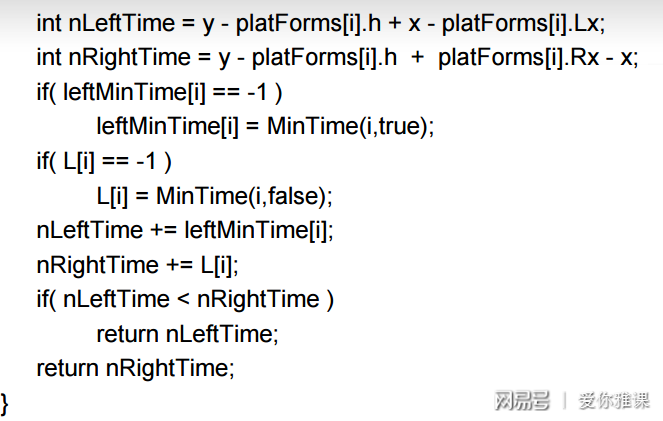 int nLeftTime = y - platForms[i].h + x - platForms[i].Lx;
int nRightTime = y - platForms[i].h + platForms[i].Rx - x;
if( leftMinTime[i] == -1 )
leftMinTime[i] = MinTime(i,true);
if( L[i] == -1 )
L[i] = MinTime(i,false);
nLeftTime += leftMinTime[i];
nRightTime += L[i];
if( nLeftTime < nRightTime )
return nLeftTime;
return nRightTime;
}
网易号 | 爱你雅课